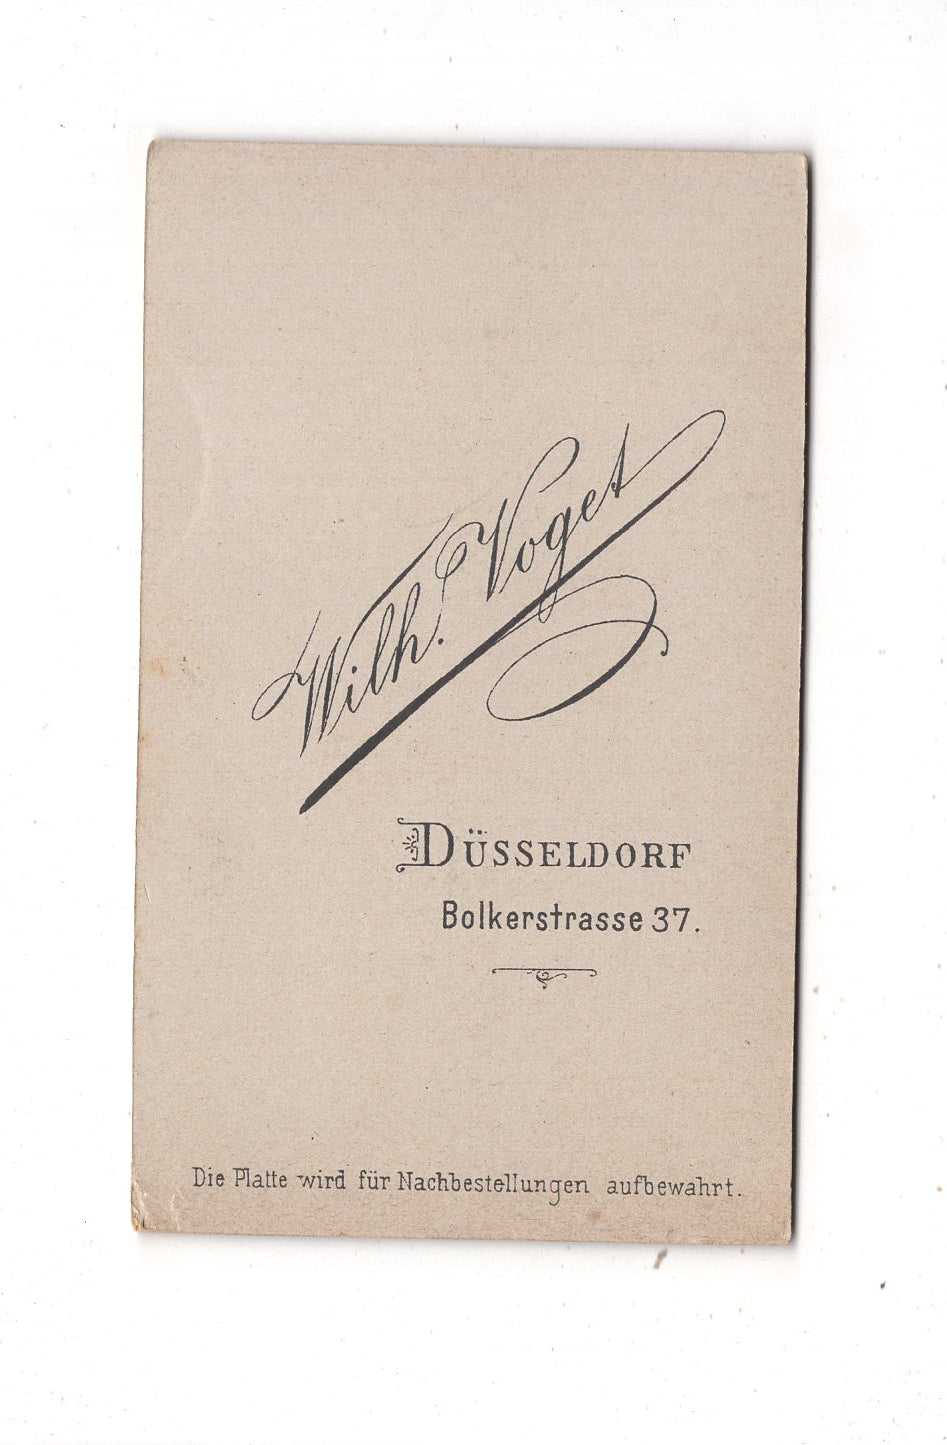 Wilh. Voget
DÜSSELDORF
Bolkerstrasse 37.
Die Platte wird für Nachbestellungen aufbewahrt.